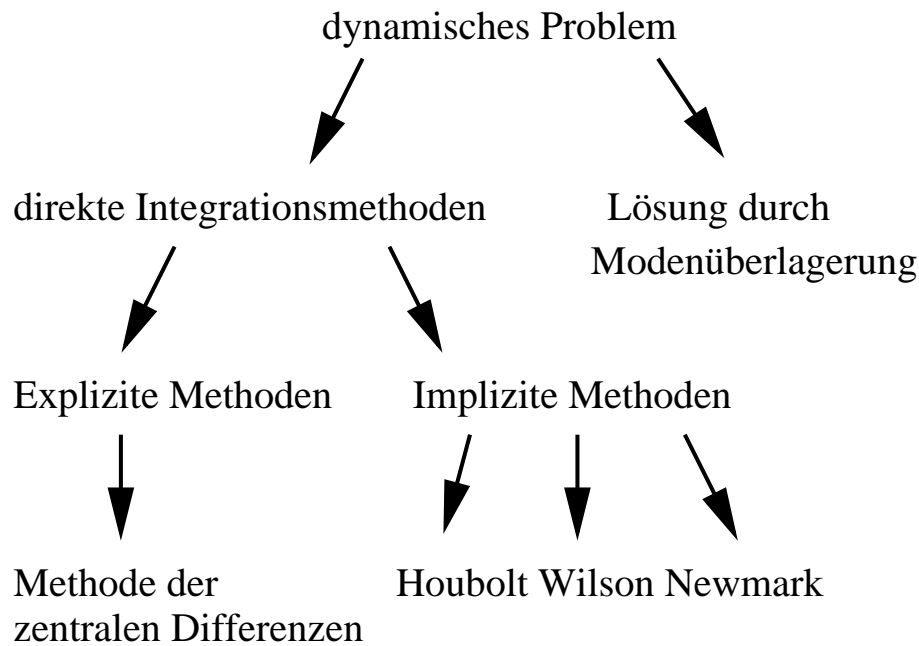 dynamisches Problem
direkte Integrationsmethoden
Lösung durch
Modenüberlagerung
Explizite Methoden
Implizite Methoden
Methode der
zentralen Differenzen
Houbolt Wilson Newmark